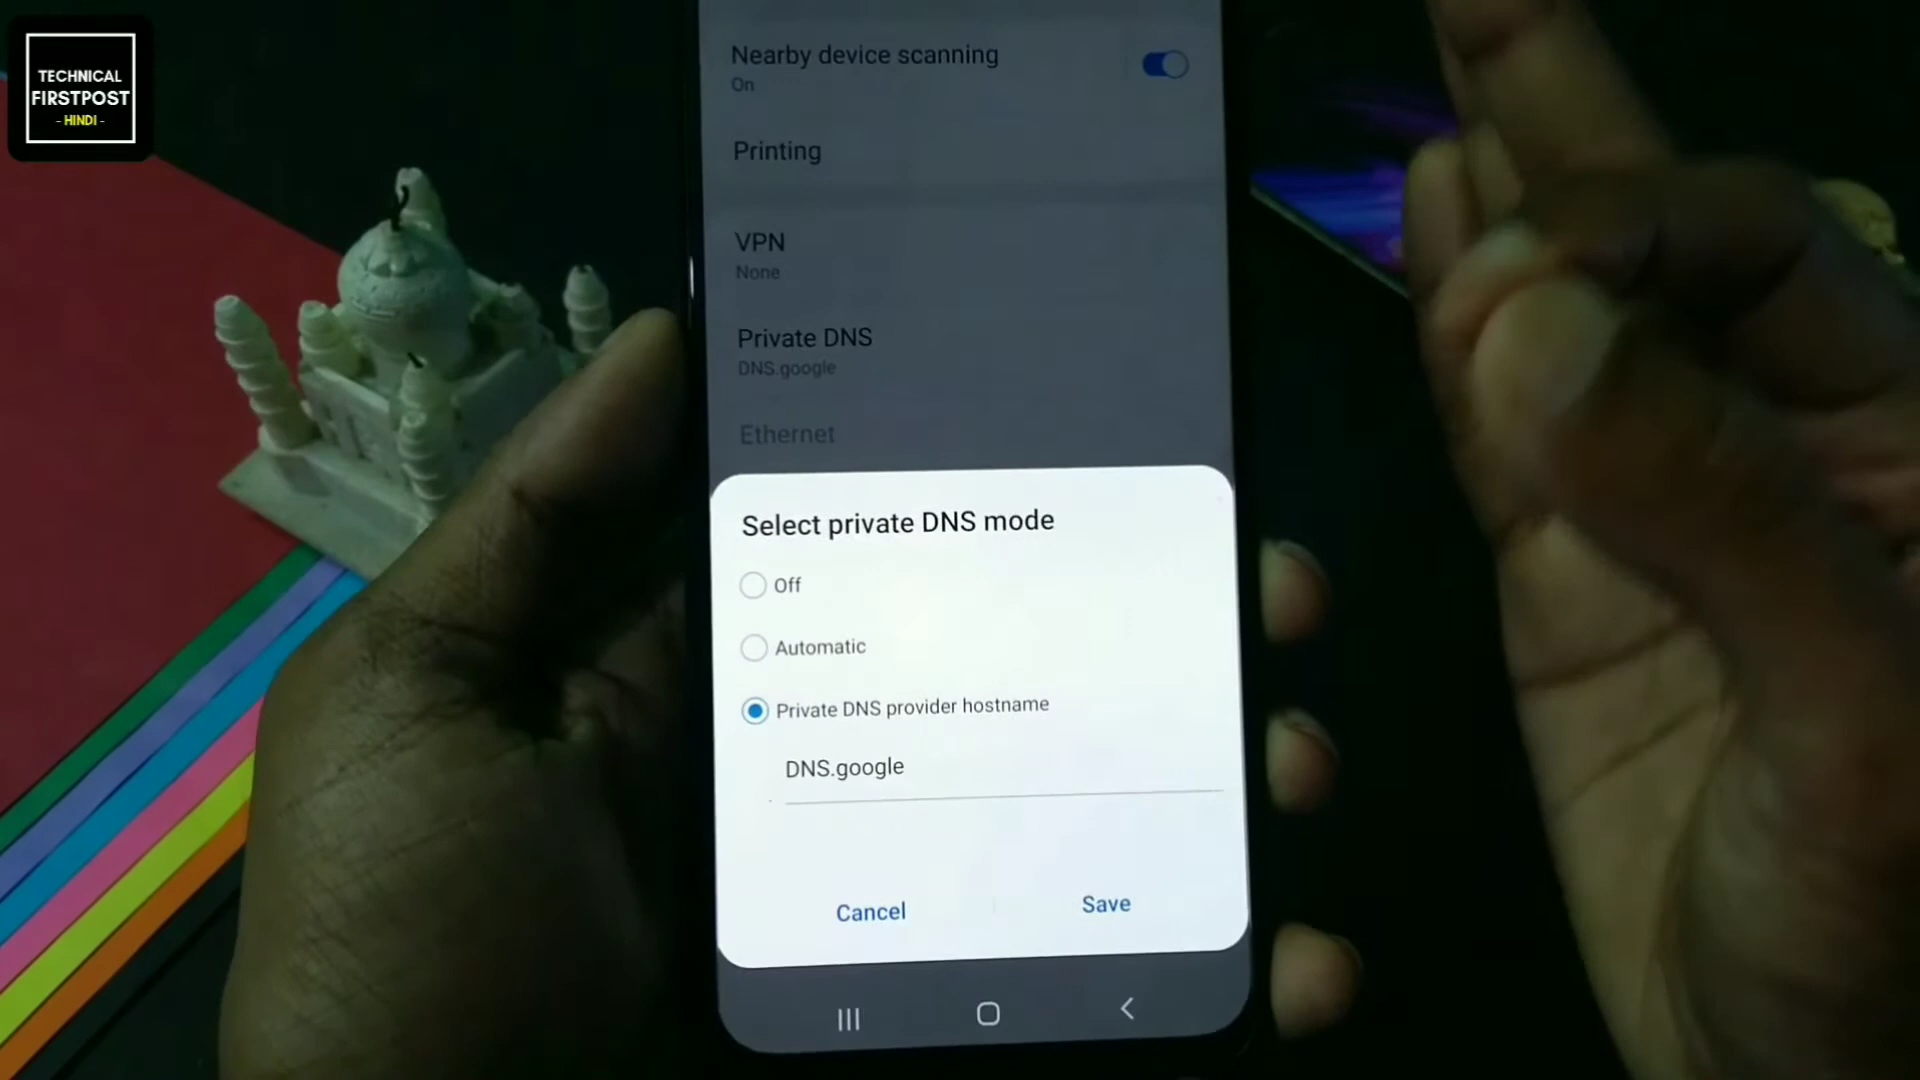 TECHNICAL
FIRSTPOST
- HINDI -
Nearby device scanning
On
Printing
VPN
None
Private DNS
DNS.google
Ethernet
Select private DNS mode
Off
Automatic
Private DNS provider hostname
DNS.google
Cancel
Save